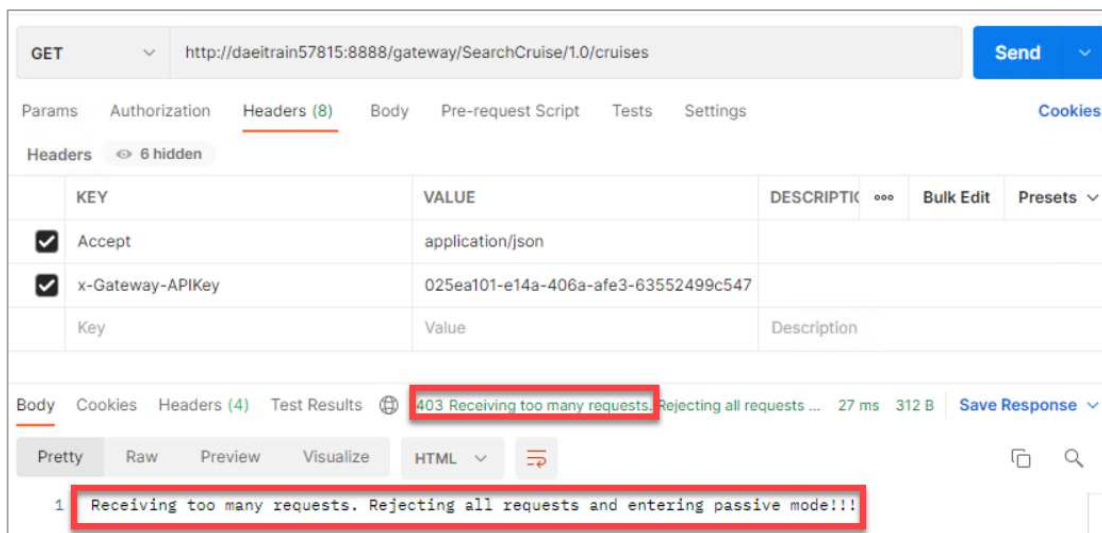 GET http://daeitrain57815:8888/gateway/SearchCruise/1.0/cruises Send
Params Authorization Headers (8) Body Pre-request Script Tests Settings Cookies
Headers 6 hidden
KEY VALUE DESCRIPTIC ooo Bulk Edit Presets
Accept application/json
x-Gateway-APIKey 025ea101-e14a-406a-afe3-63552499c547
Key Value Description
Body Cookies Headers (4) Test Results 403 Receiving too many requests. Rejecting all requests ... 27 ms 312 B Save Response
Pretty Raw Preview Visualize HTML
1 Receiving too many requests. Rejecting all requests and entering passive mode!!!